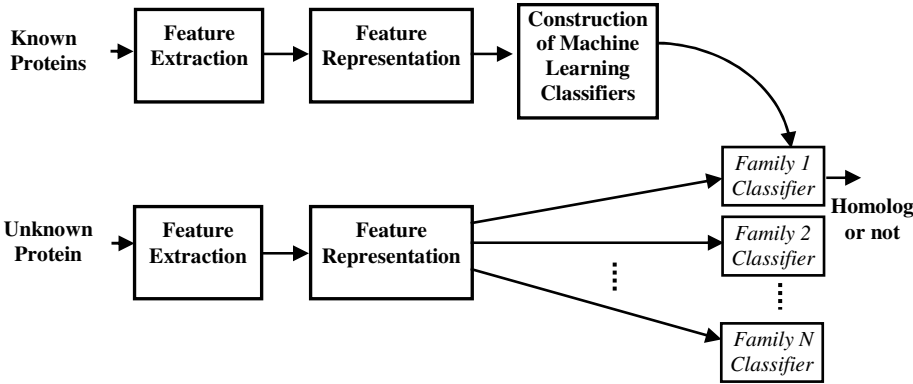 Known
Proteins
Feature
Extraction
Feature
Representation
Construction
of Machine
Learning
Classifiers
Family 1
Classifier
Homolog
or not
Unknown
Protein
Feature
Extraction
Feature
Representation
Family 2
Classifier
Family N
Classifier